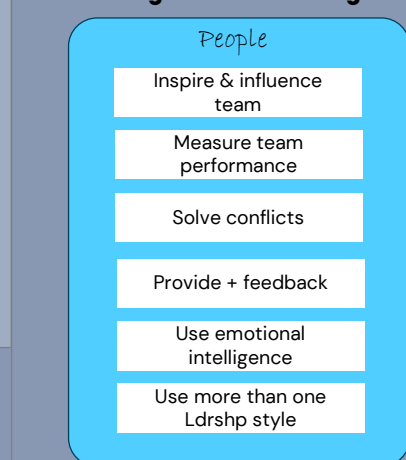 People
Inspire & influence
team
Measure team
performance
Solve conflicts
Provide + feedback
Use emotional
intelligence
Use more than one
Ldrshp style